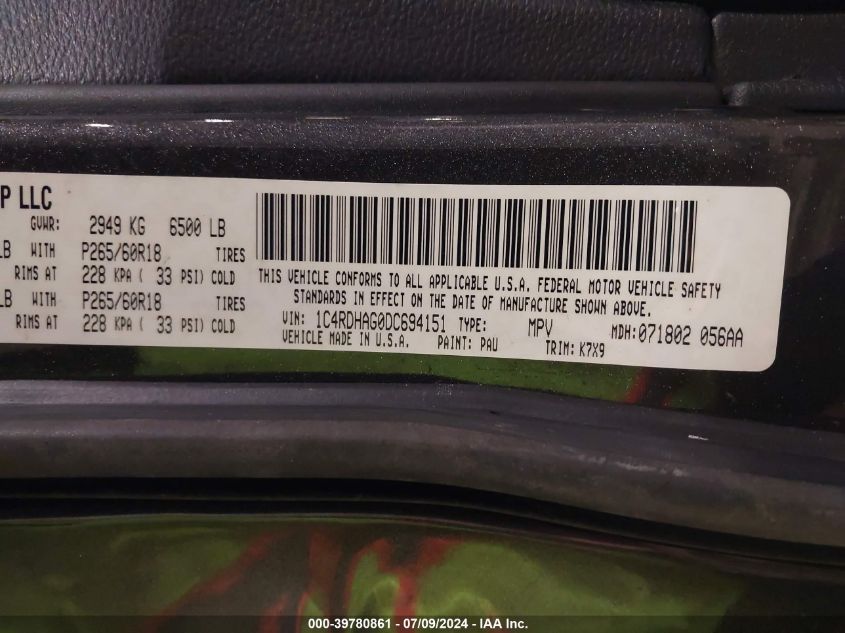 P LLC
GVWR: 2949 KG 6500 LB
LB WITH P265/60R18 TIRES
RIMS AT 228 KPA ( 33 PSI) COLD
LB WITH P265/60R18 TIRES
RIMS AT 228 KPA ( 33 PSI) COLD
THIS VEHICLE CONFORMS TO ALL APPLICABLE U.S.A. FEDERAL MOTOR VEHICLE SAFETY
STANDARDS IN EFFECT ON THE DATE OF MANUFACTURE SHOWN ABOVE.
VIN: 1C4RDHAG0DC694151 TYPE: MPV MDH:071802 056AA
VEHICLE MADE IN U.S.A. PAINT: PAU TRIM: K7X9
000-39780861 - 07/09/2024 - IAA Inc.